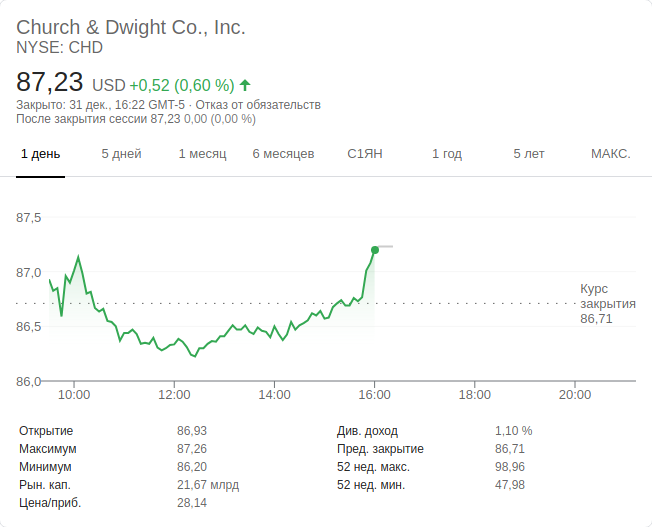 Church & Dwight Co., Inc.
NYSE: CHD
87,23 USD +0,52 (0,60 %)
Закрыто: 31 дек., 16:22 GMT-5 · Отказ от обязательств
После закрытия сессии 87,23 0,00 (0,00 %)
1 день 5 дней 1 месяц 6 месяцев С1ЯН 1 год 5 лет МАКС.
87,5
87,0
Курс
закрытия
86,71
86,5
86,0
10:00 12:00 14:00 16:00 18:00 20:00
Открытие 86,93 Див. доход 1,10 %
Максимум 87,26 Пред. закрытие 86,71
Минимум 86,20 52 нед. макс. 98,96
Рын. кап. 21,67 млрд 52 нед. мин. 47,98
Цена/приб. 28,14